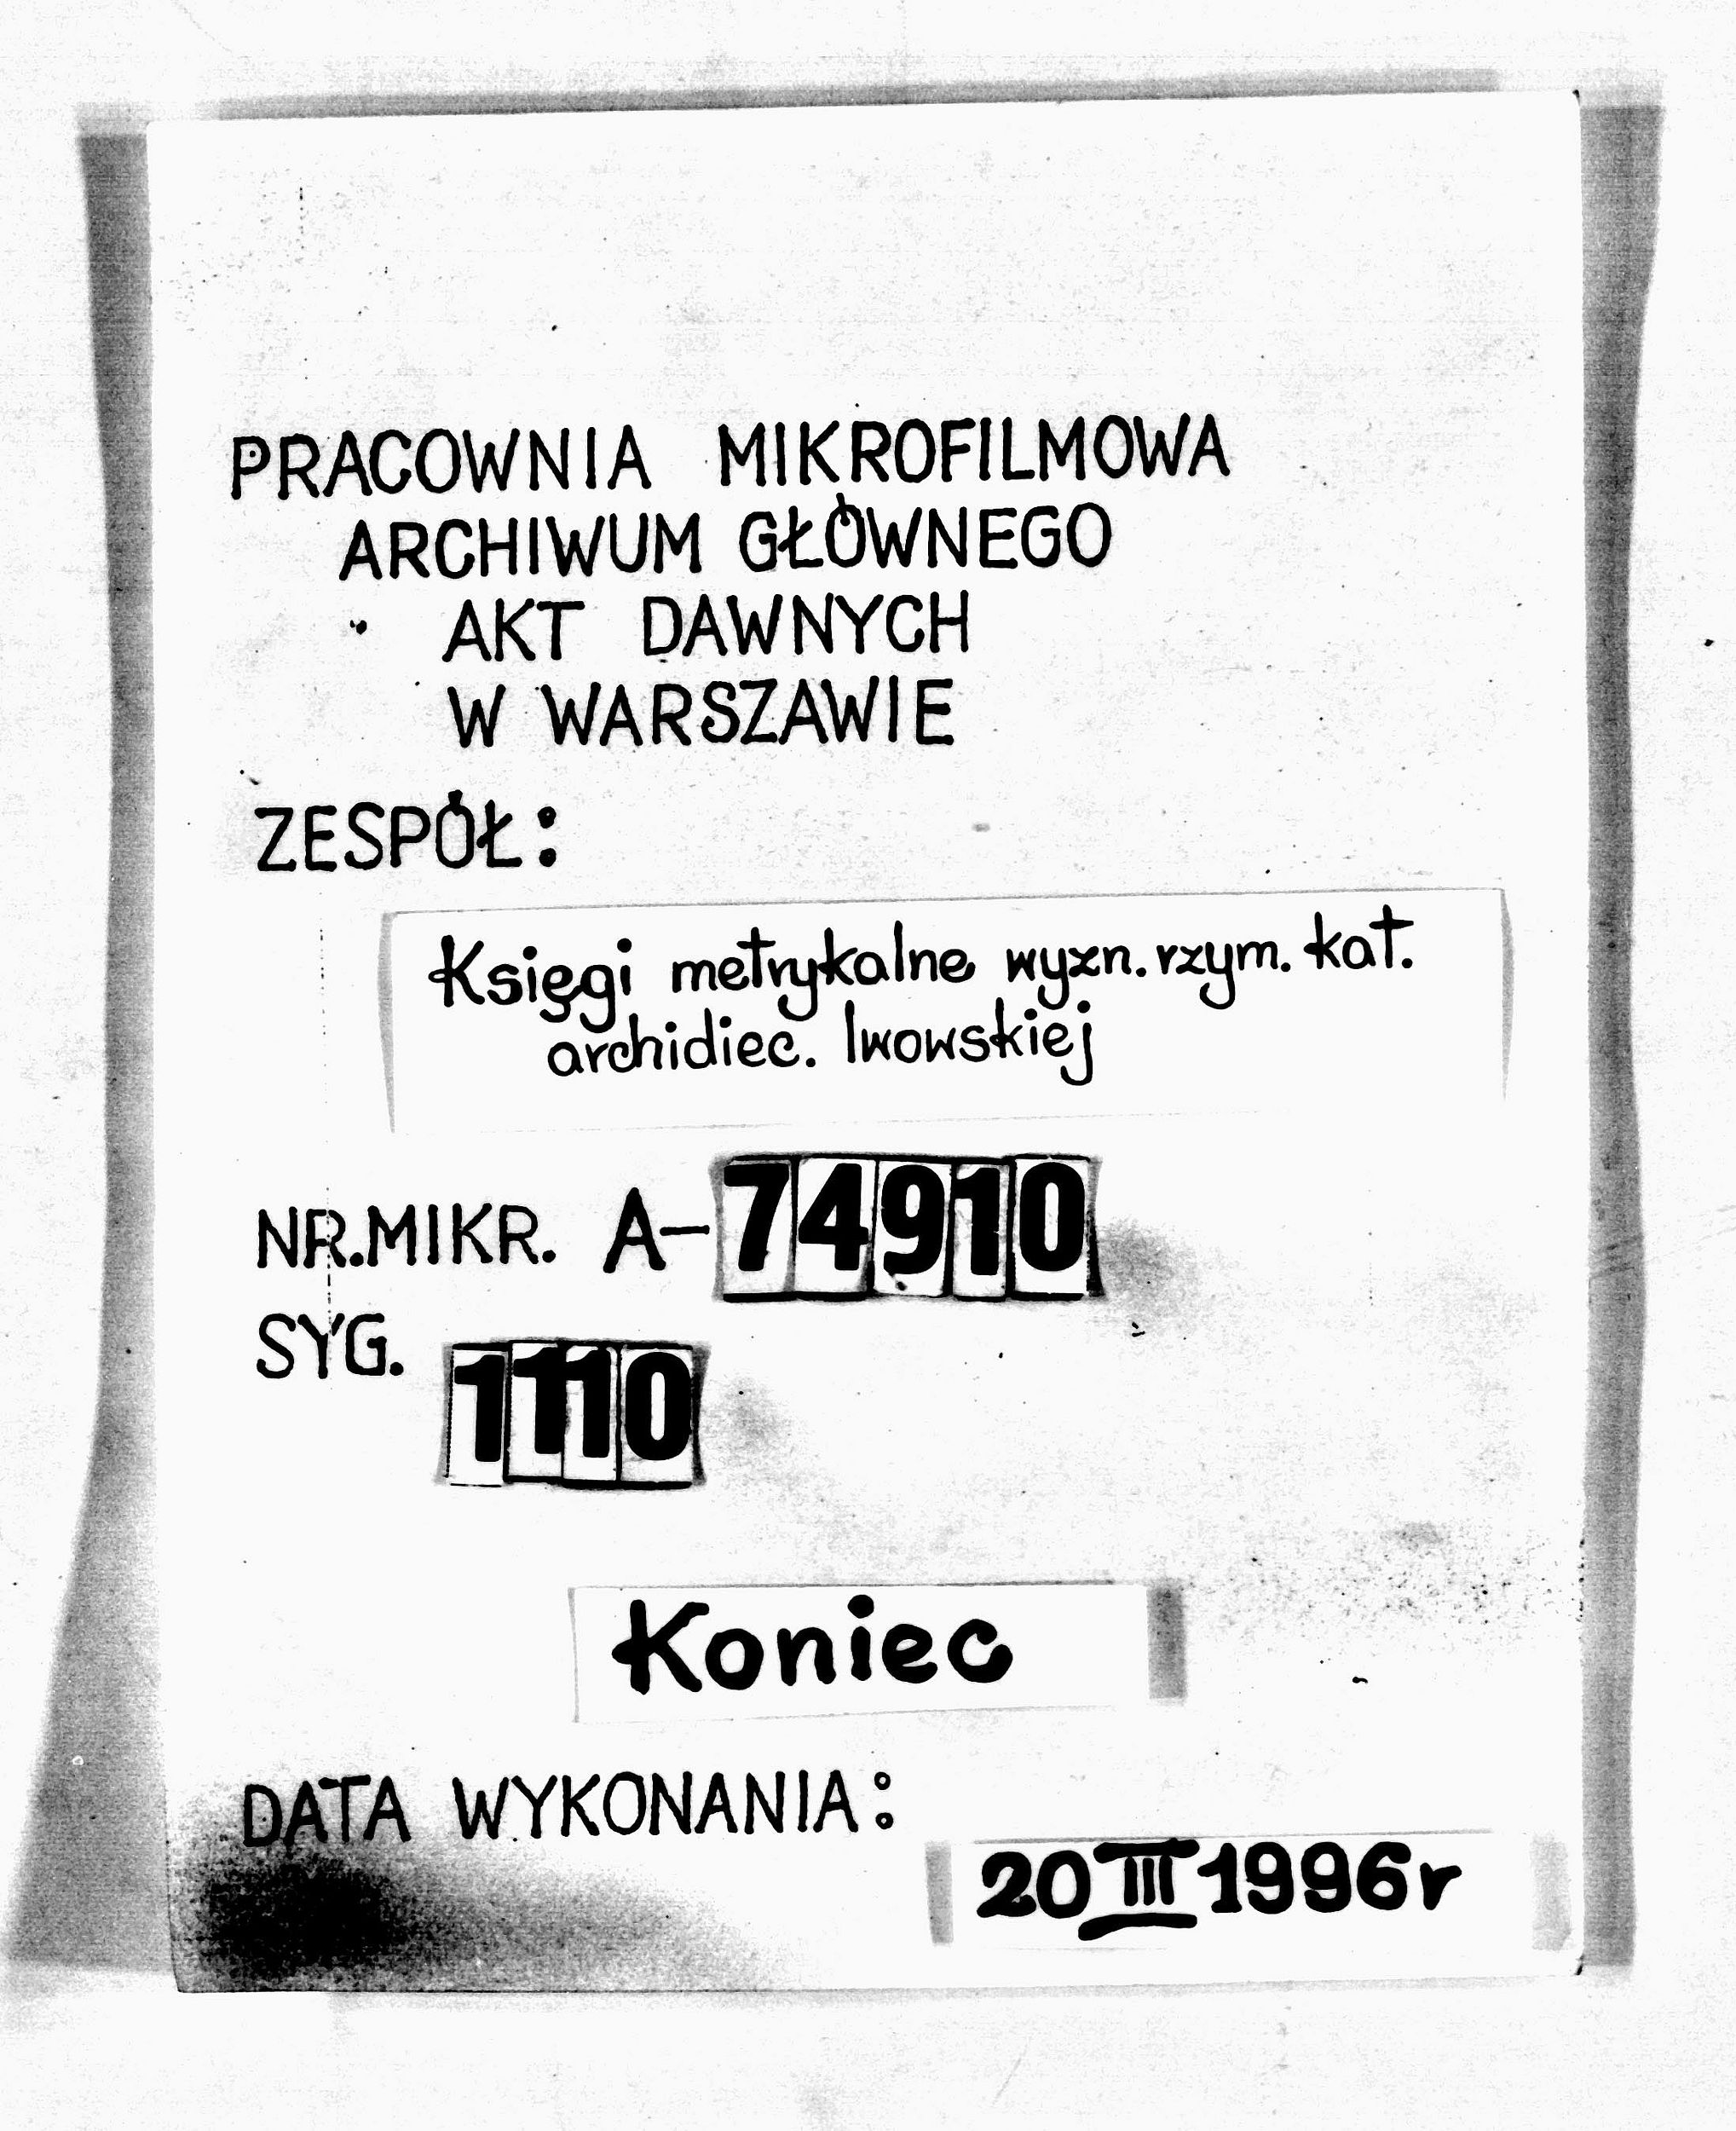 PRACOWNIA MIKROFILMOWA
ARCHIWUM GŁÓWNEGO
AKT DAWNYCH
W WARSZAWIE
ZESPÓŁ:
Księgi metrykalne wyzn. rzym. kat.
archidiec. lwowskiej
NR. MIKR. A-74910
SYG. 1110
Koniec
DATA WYKONANIA:
20 III 1996 r